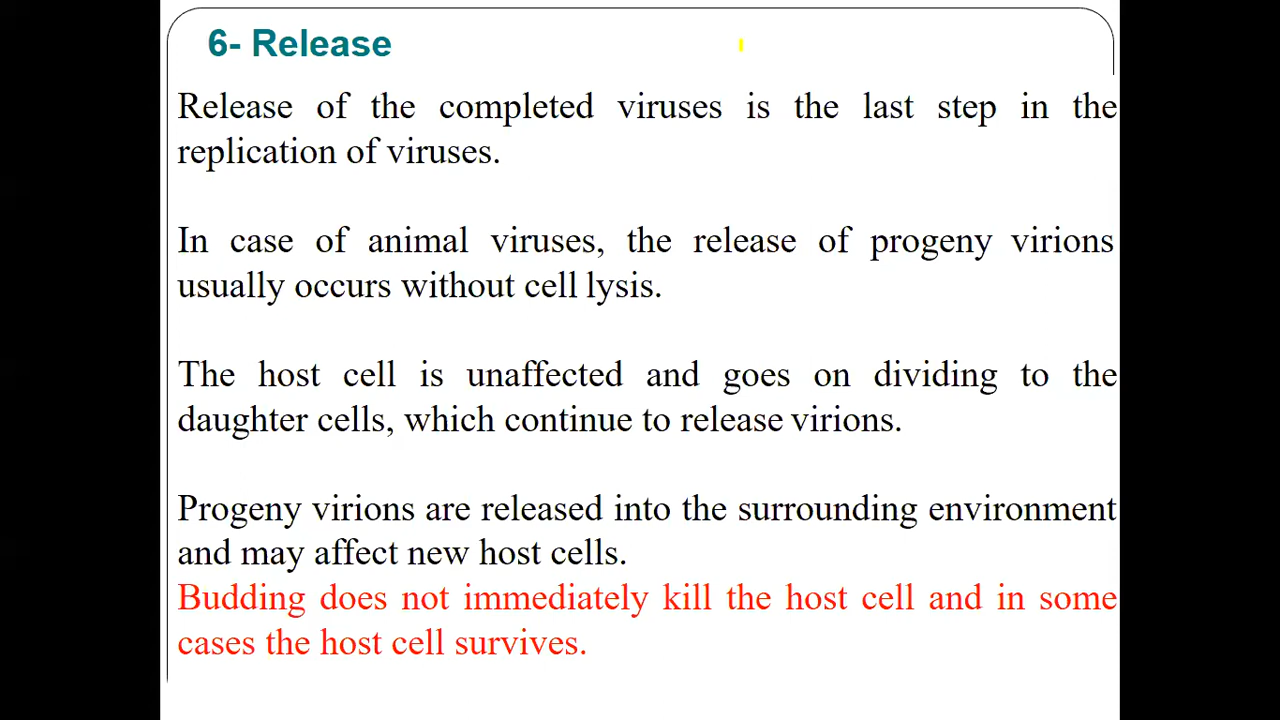 6- Release
Release of the completed viruses is the last step in the
replication of viruses.
In case of animal viruses, the release of progeny virions
usually occurs without cell lysis.
The host cell is unaffected and goes on dividing to the
daughter cells, which continue to release virions.
Progeny virions are released into the surrounding environment
and may affect new host cells.
Budding does not immediately kill the host cell and in some
cases the host cell survives.